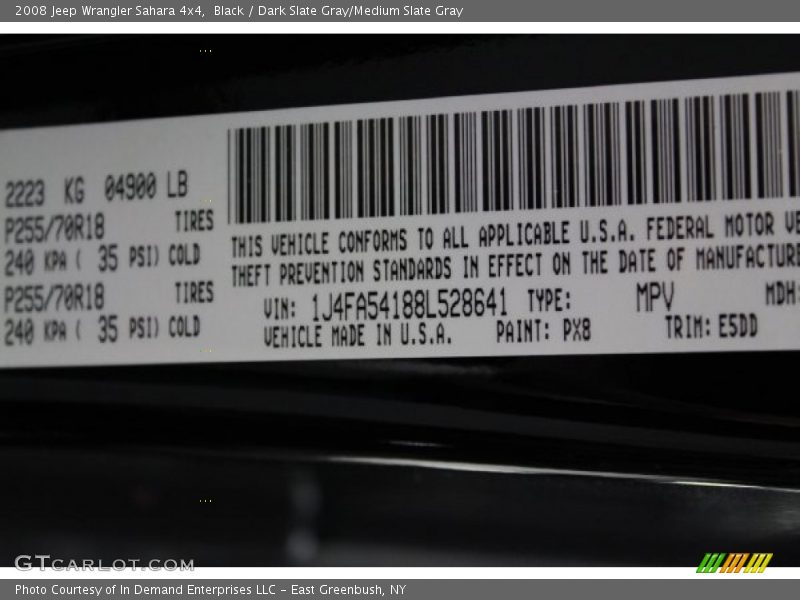 2008 Jeep Wrangler Sahara 4x4,  Black / Dark Slate Gray/Medium Slate Gray
2223 KG 04900 LB
P255/70R18 TIRES
240 KPA ( 35 PSI) COLD
P255/70R18 TIRES
240 KPA ( 35 PSI) COLD
THIS VEHICLE CONFORMS TO ALL APPLICABLE U.S.A. FEDERAL MOTOR VE
THEFT PREVENTION STANDARDS IN EFFECT ON THE DATE OF MANUFACTURE
VIN: 1J4FA54188L528641 TYPE: MPV MDH:
VEHICLE MADE IN U.S.A. PAINT: PX8 TRIM: E5DD
GTCARLOT.COM
Photo Courtesy of In Demand Enterprises LLC - East Greenbush, NY